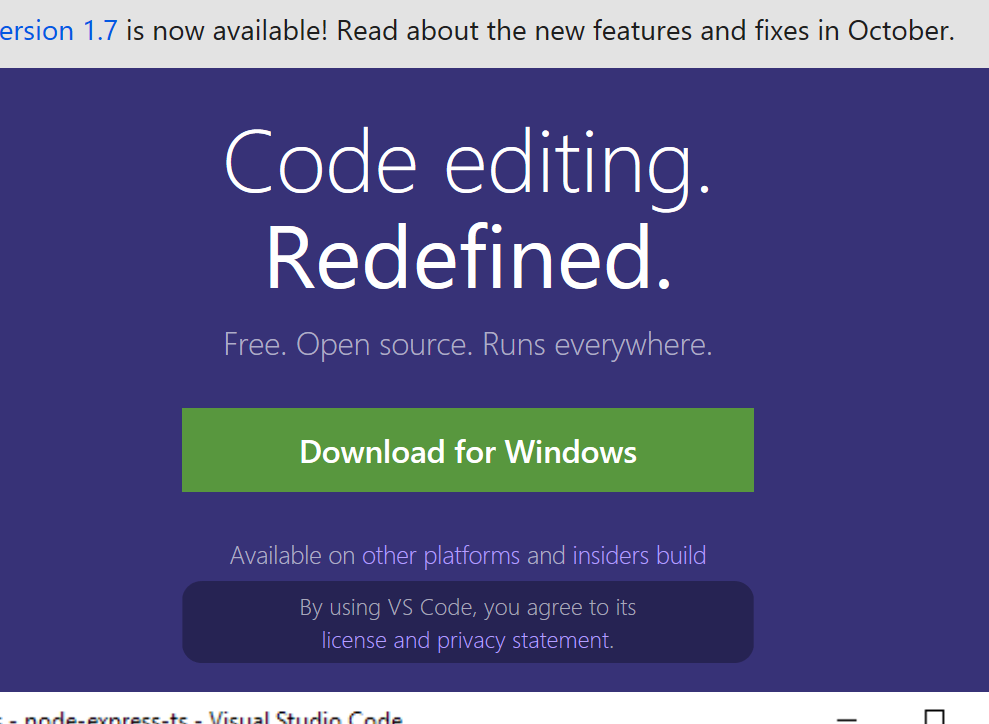 ersion 1.7 is now available! Read about the new features and fixes in October.
Code editing.
Redefined.
Free. Open source. Runs everywhere.
Download for Windows
Available on other platforms and insiders build
By using VS Code, you agree to its
license and privacy statement.
- node-express-ts - Visual Studio Code